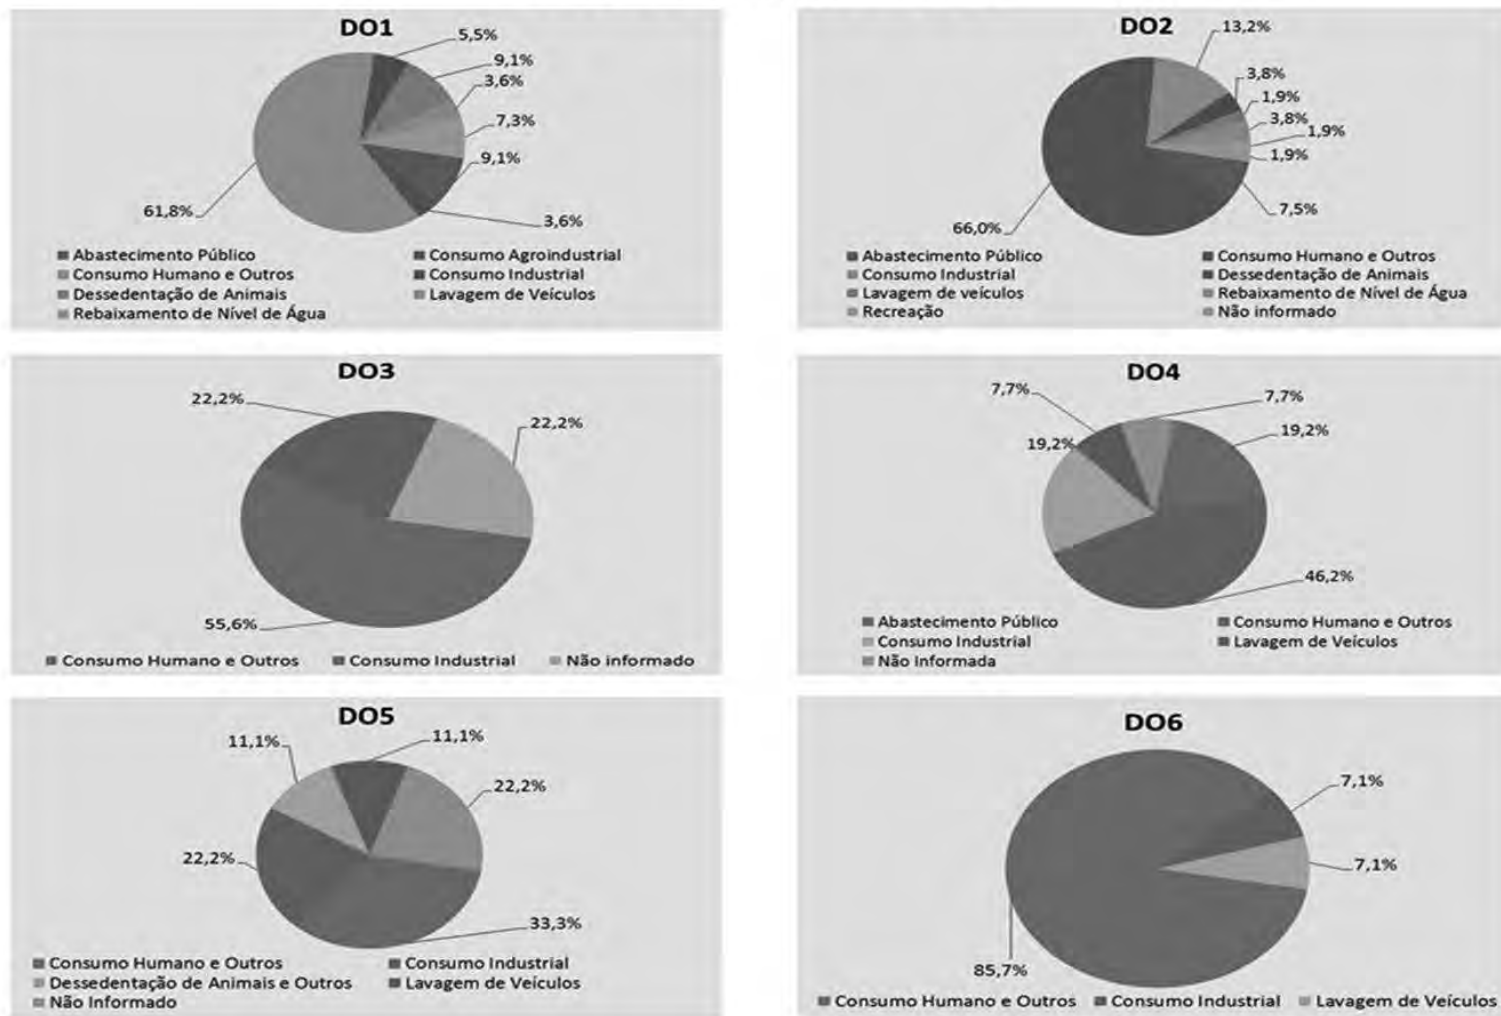 DO1
5,5%
9,1%
3,6%
7,3%
9,1%
3,6%
61,8%
Abastecimento Público Consumo Agroindustrial
Consumo Humano e Outros Consumo Industrial
Dessedentação de Animais Lavagem de Veículos
Rebaixamento de Nível de Água
DO2
13,2%
3,8%
1,9%
3,8%
1,9%
1,9%
7,5%
66,0%
Abastecimento Público Consumo Humano e Outros
Consumo Industrial Dessedentação de Animais
Lavagem de veículos Rebaixamento de Nível de Água
Recreação Não informado
DO3
22,2%
22,2%
55,6%
Consumo Humano e Outros Consumo Industrial Não informado
DO4
7,7%
7,7%
19,2%
19,2%
46,2%
Abastecimento Público Consumo Humano e Outros
Consumo Industrial Lavagem de Veículos
Não Informada
DO5
11,1%
11,1%
22,2%
22,2%
33,3%
Consumo Humano e Outros Consumo Industrial
Dessedentação de Animais e Outros Lavagem de Veículos
Não Informado
DO6
7,1%
7,1%
85,7%
Consumo Humano e Outros Consumo Industrial Lavagem de Veículos